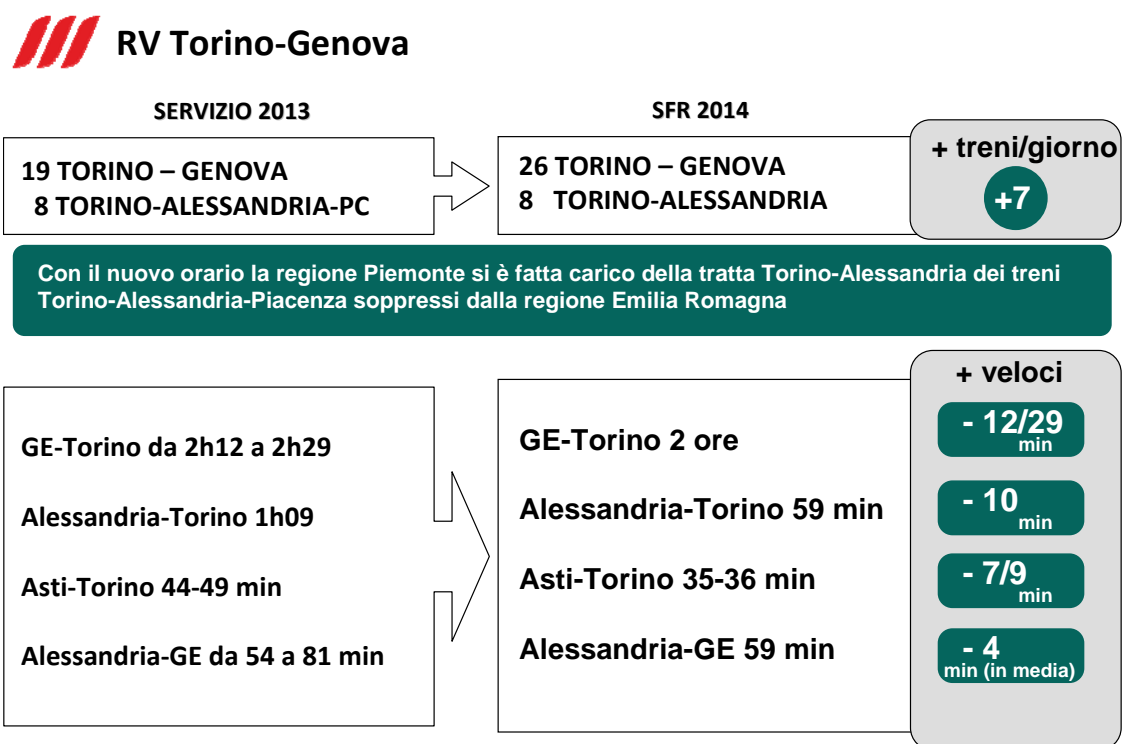 RV Torino-Genova
SERVIZIO 2013
SFR 2014
19 TORINO – GENOVA
8 TORINO-ALESSANDRIA-PC
26 TORINO – GENOVA
8 TORINO-ALESSANDRIA
+ treni/giorno
+7
Con il nuovo orario la regione Piemonte si è fatta carico della tratta Torino-Alessandria dei treni
Torino-Alessandria-Piacenza soppressi dalla regione Emilia Romagna
GE-Torino da 2h12 a 2h29
Alessandria-Torino 1h09
Asti-Torino 44-49 min
Alessandria-GE da 54 a 81 min
GE-Torino 2 ore
Alessandria-Torino 59 min
Asti-Torino 35-36 min
Alessandria-GE 59 min
+ veloci
- 12/29
min
- 10
min
- 7/9
min
- 4
min (in media)